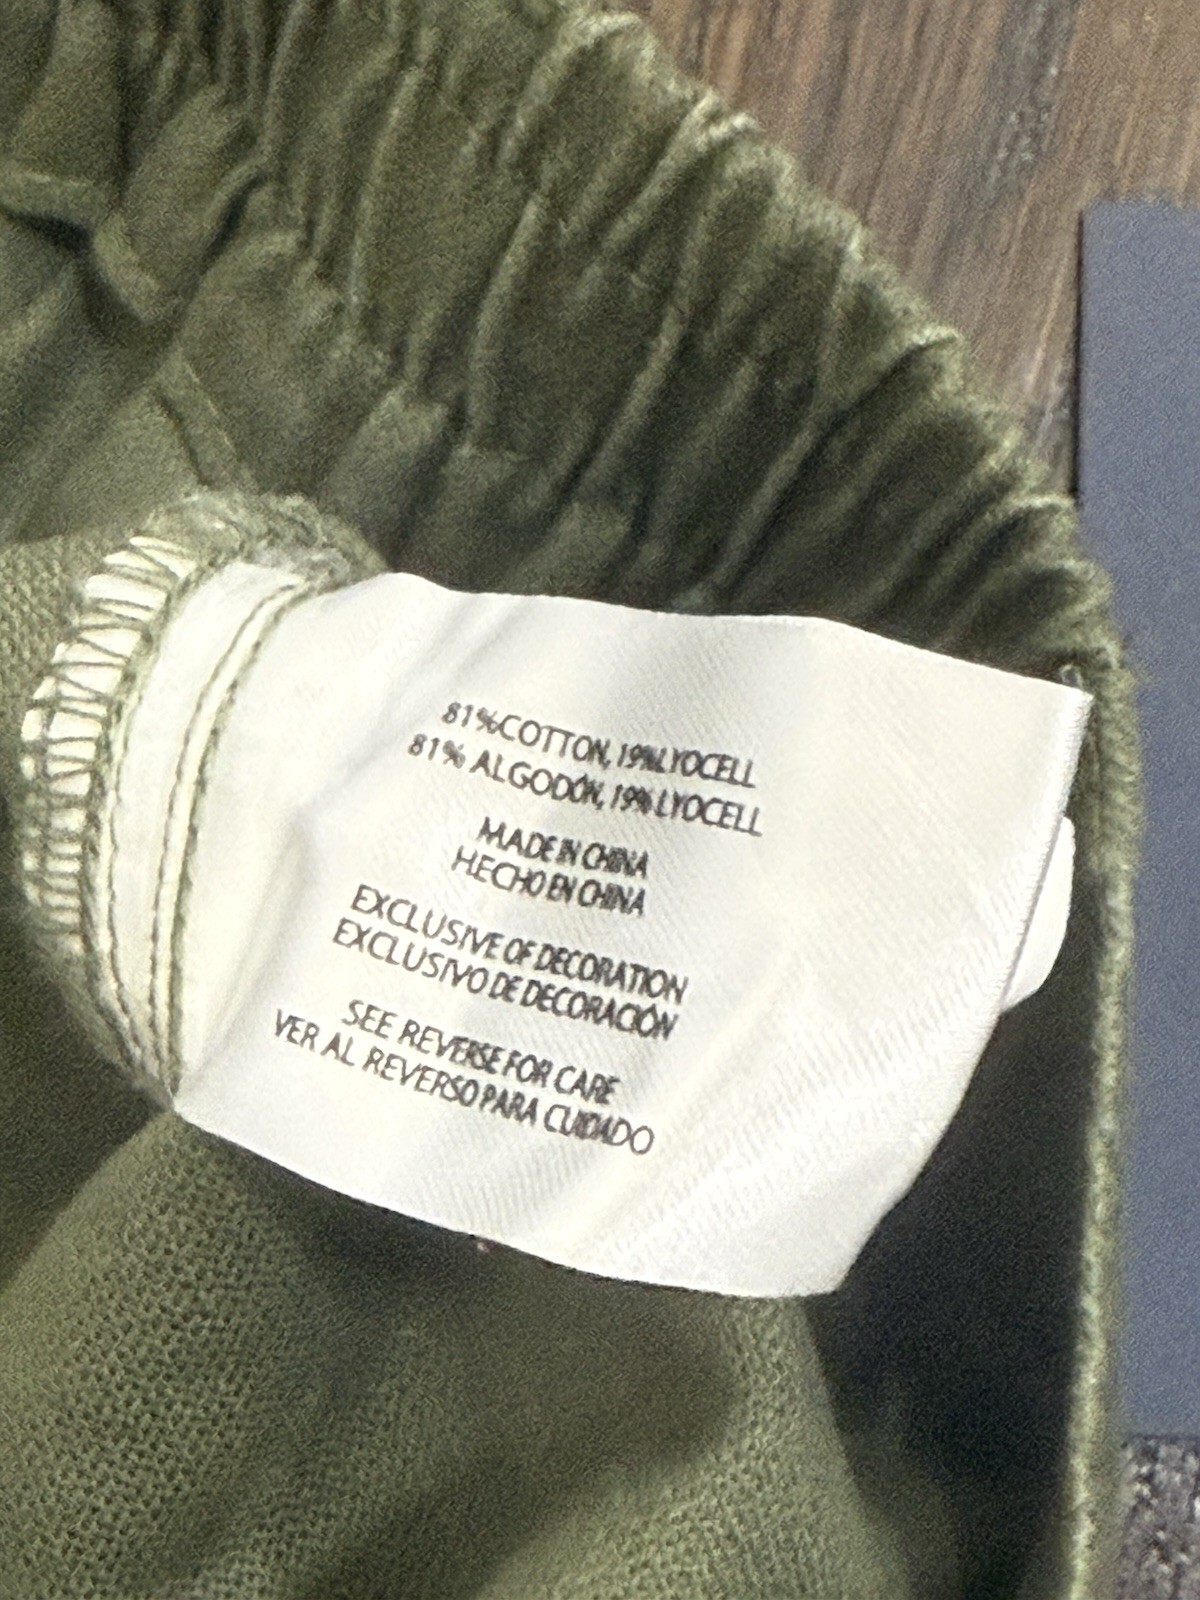 81%COTTON, 19%LYOCELL
81% ALGODÓN, 19% LYOCELL
MADE IN CHINA
HECHO EN CHINA
EXCLUSIVE OF DECORATION
EXCLUSIVO DE DECORACIÓN
SEE REVERSE FOR CARE
VER AL REVERSO PARA CUIDADO